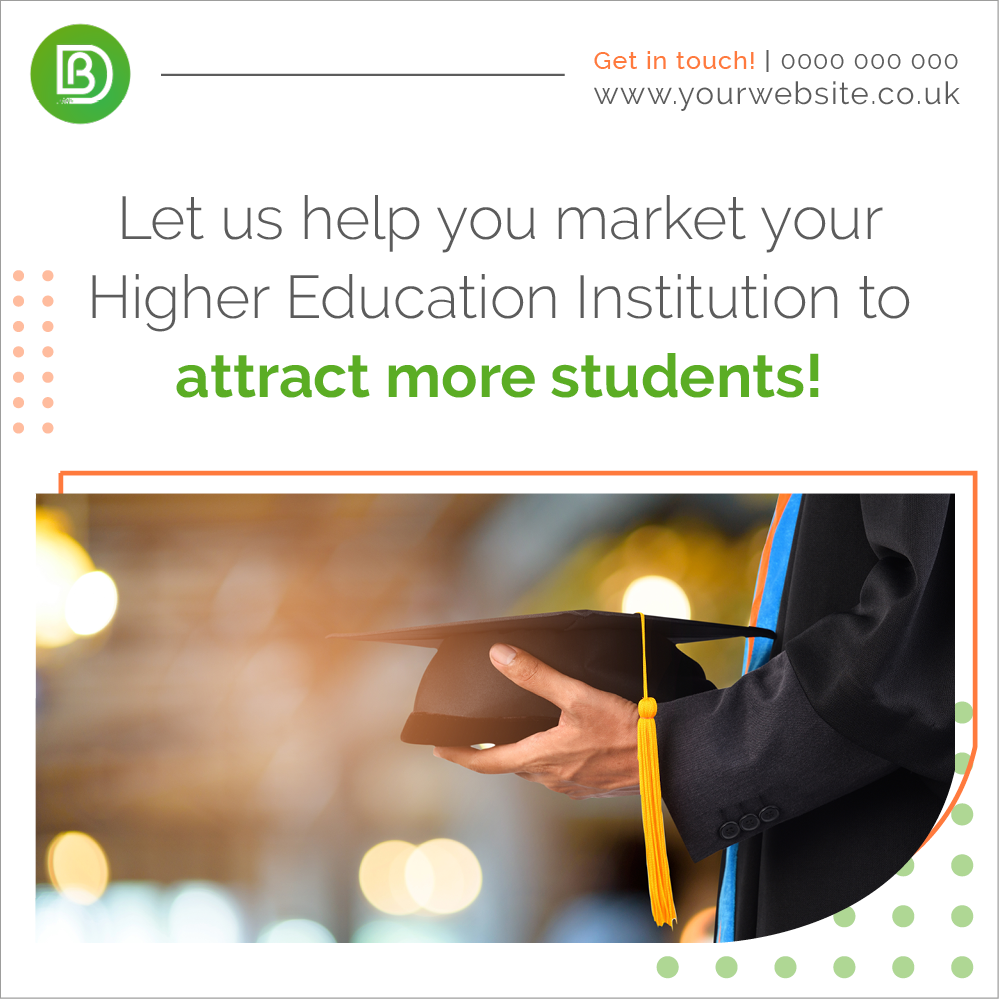 Get in touch! | 0000 000 000
www.yourwebsite.co.uk
Let us help you market your
Higher Education Institution to
attract more students!